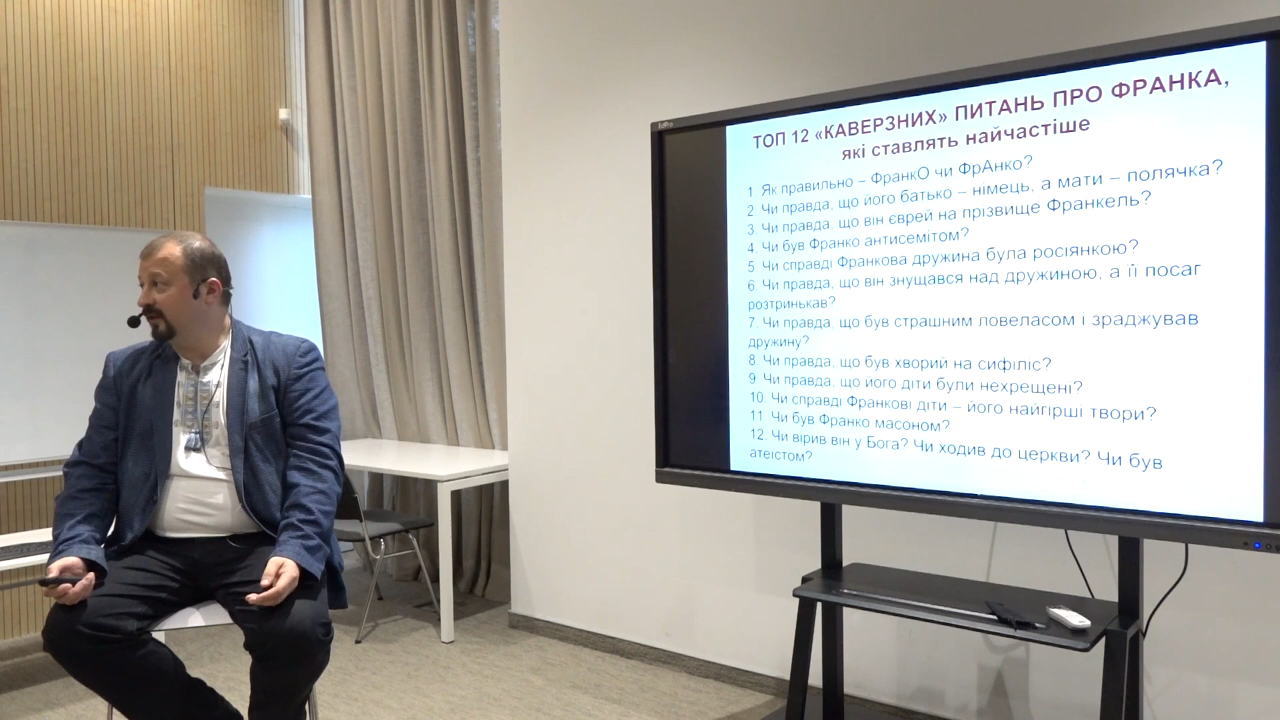 ТОП 12 «КАВЕРЗНИХ» ПИТАНЬ ПРО ФРАНКА,
які ставлять найчастіше
1 Як правильно – ФранкО чи ФрАнко?
2. Чи правда, що його батько – німець, а мати – полячка?
3. Чи правда, що він єврей на прізвище Франкель?
4. Чи був Франко антисемітом?
5 Чи справді Франкова дружина була росіянкою?
6. Чи правда, що він знущався над дружиною, а її посаг
розтринькав?
7. Чи правда, що був страшним ловеласом і зраджував
дружину?
8. Чи правда, що був хворий на сифіліс?
9 Чи правда, що його діти були нехрещені?
10. Чи справді Франкові діти – його найгірші твори?
11. Чи був Франко масоном?
12. Чи вірив він у Бога? Чи ходив до церкви? Чи був
атеїстом?